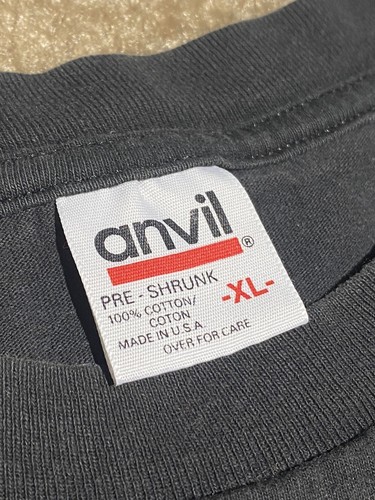 anvil®
PRE - SHRUNK
100% COTTON/
COTON
-XL-
MADE IN U.S.A.
OVER FOR CARE